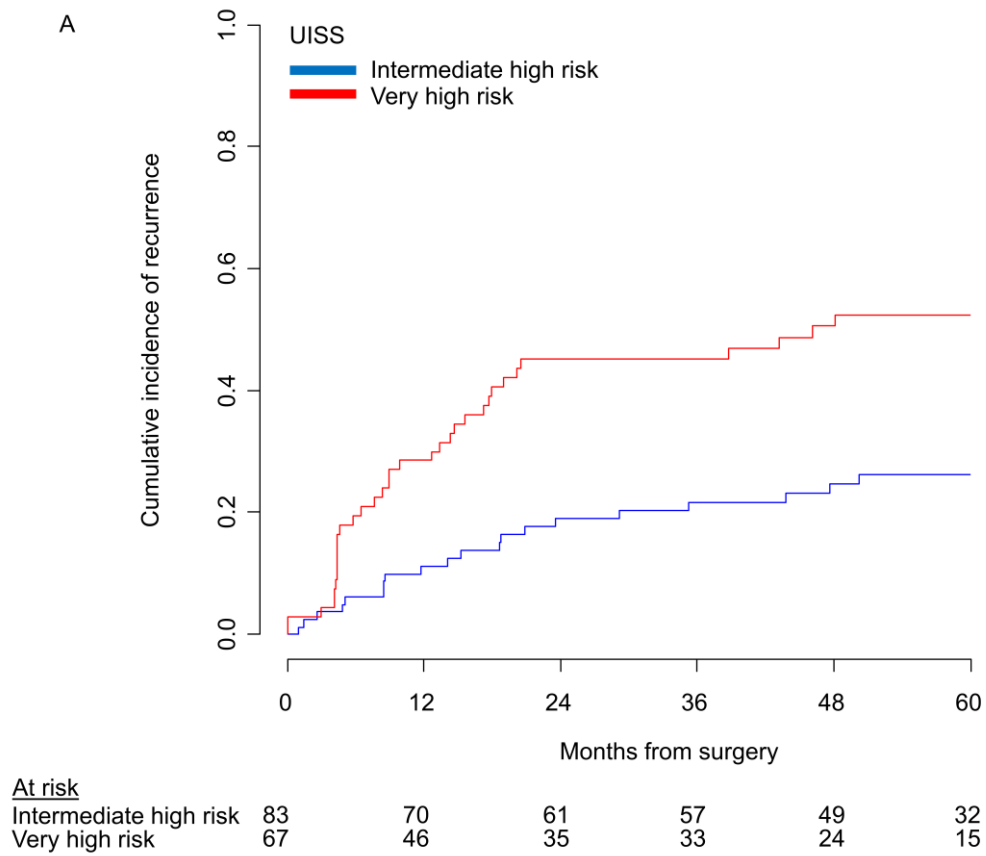 A
UISS
Intermediate high risk
Very high risk
Cumulative incidence of recurrence
1.0
0.8
0.6
0.4
0.2
0.0
0 12 24 36 48 60
Months from surgery
At risk
Intermediate high risk 83 70 61 57 49 32
Very high risk 67 46 35 33 24 15